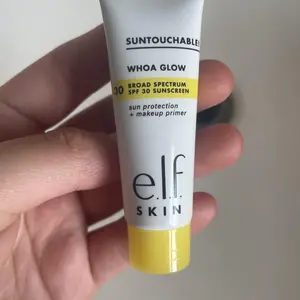 SUNTOUCHABLE!
WHOA GLOW
30 BROAD SPECTRUM
SPF 30 SUNSCREEN
sun protection
+ makeup primer
e.l.f.
SKIN